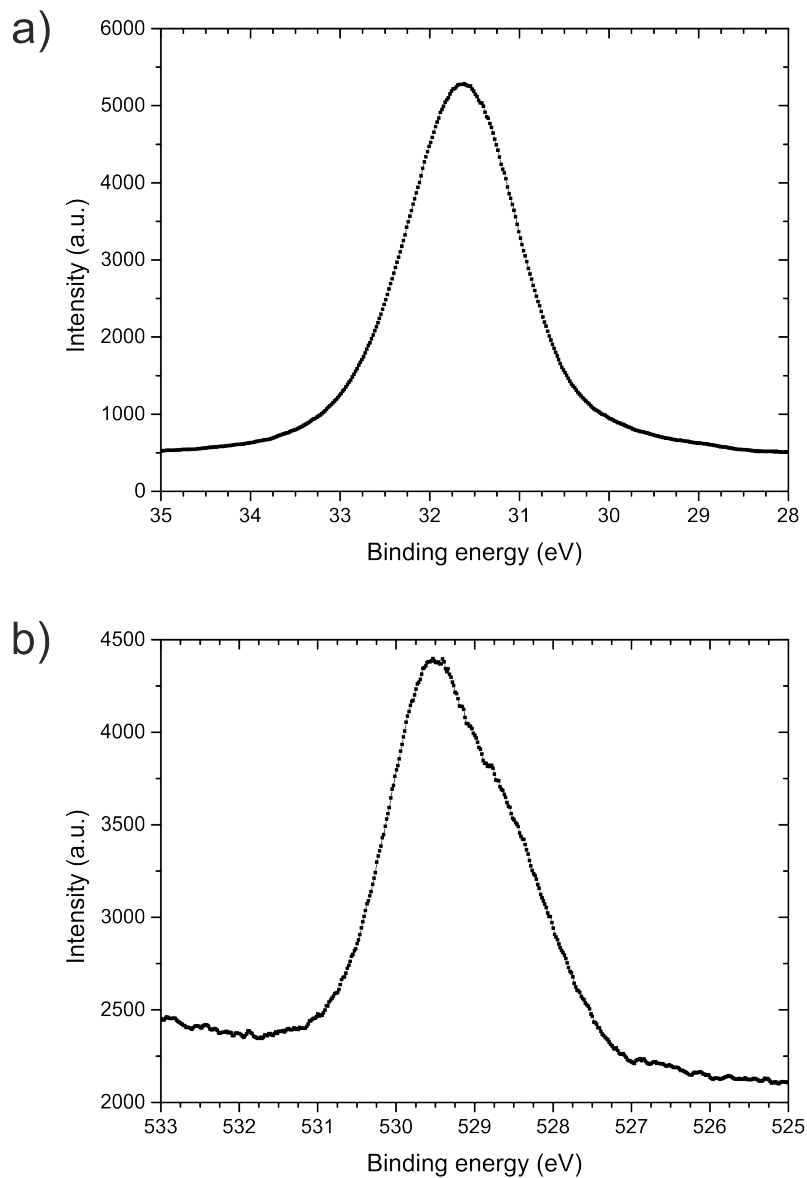 a)
6000
5000
4000
3000
2000
1000
0
Intensity (a.u.)
35 34 33 32 31 30 29 28
Binding energy (eV)
b)
4500
4000
3500
3000
2500
2000
Intensity (a.u.)
533 532 531 530 529 528 527 526 525
Binding energy (eV)